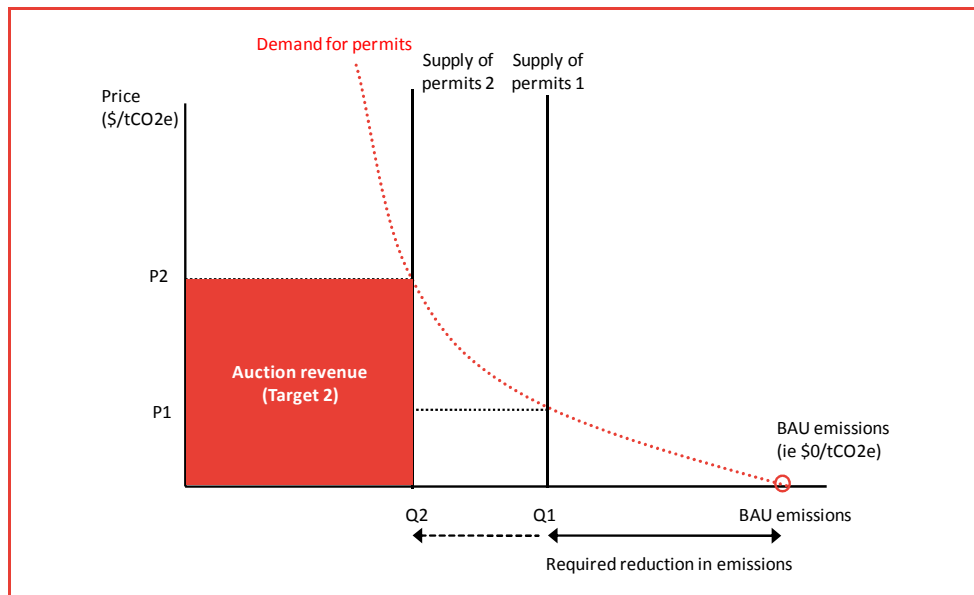 Demand for permits
Supply of
permits 2
Supply of
permits 1
Price
($/tCO2e)
P2
Auction revenue
(Target 2)
P1
BAU emissions
(ie $0/tCO2e)
Q2
Q1
BAU emissions
Required reduction in emissions